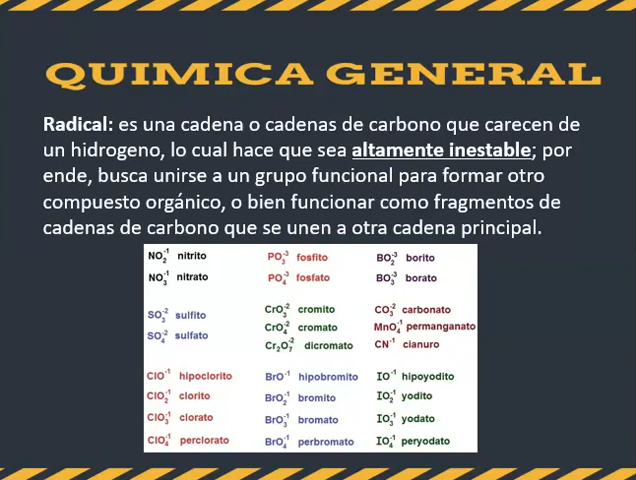 QUIMICA GENERAL
Radical: es una cadena o cadenas de carbono que carecen de
un hidrogeno, lo cual hace que sea altamente inestable; por
ende, busca unirse a un grupo funcional para formar otro
compuesto orgánico, o bien funcionar como fragmentos de
cadenas de carbono que se unen a otra cadena principal.
NO₂⁻¹ nitrito PO₃⁻³ fosfito BO₂⁻³ borito
NO₃⁻¹ nitrato PO₄⁻³ fosfato BO₃⁻³ borato
SO₃⁻² sulfito CrO₃⁻² cromito CO₃⁻² carbonato
SO₄⁻² sulfato CrO₄⁻² cromato MnO₄⁻¹ permanganato
Cr₂O₇⁻² dicromato CN⁻¹ cianuro
ClO⁻¹ hipoclorito BrO⁻¹ hipobromito IO⁻¹ hipoyodito
ClO₂⁻¹ clorito BrO₂⁻¹ bromito IO₂⁻¹ yodito
ClO₃⁻¹ clorato BrO₃⁻¹ bromato IO₃⁻¹ yodato
ClO₄⁻¹ perclorato BrO₄⁻¹ perbromato IO₄⁻¹ peryodato